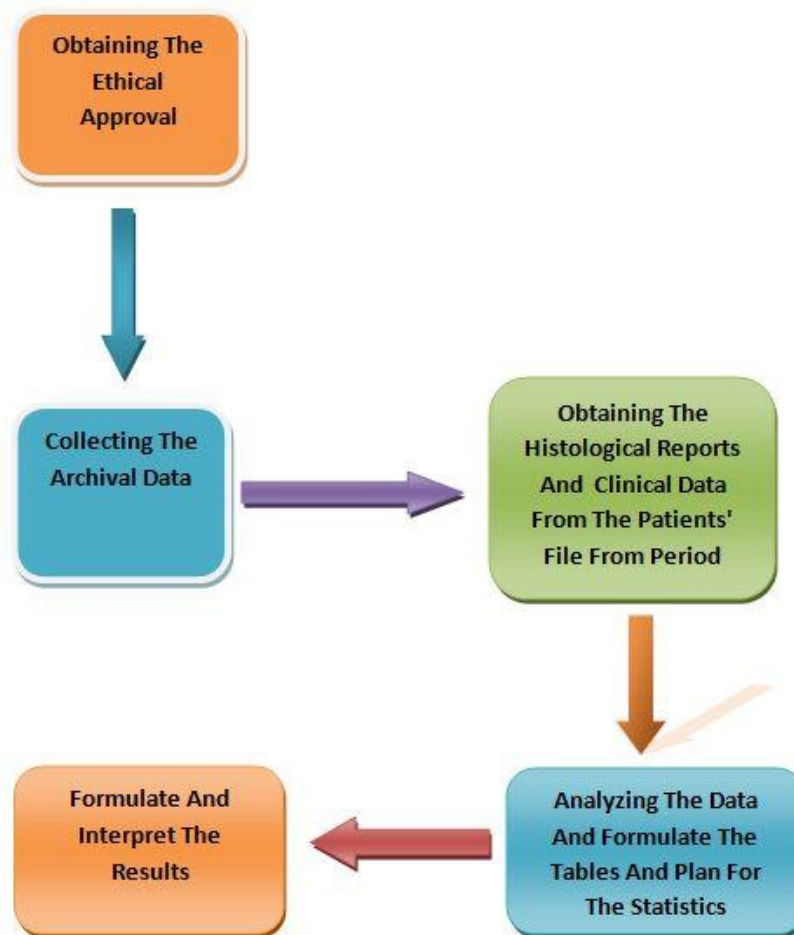 Obtaining The
Ethical
Approval
Collecting The
Archival Data
Obtaining The
Histological Reports
And Clinical Data
From The Patients'
File From Period
Analyzing The Data
And Formulate The
Tables And Plan For
The Statistics
Formulate And
Interpret The
Results